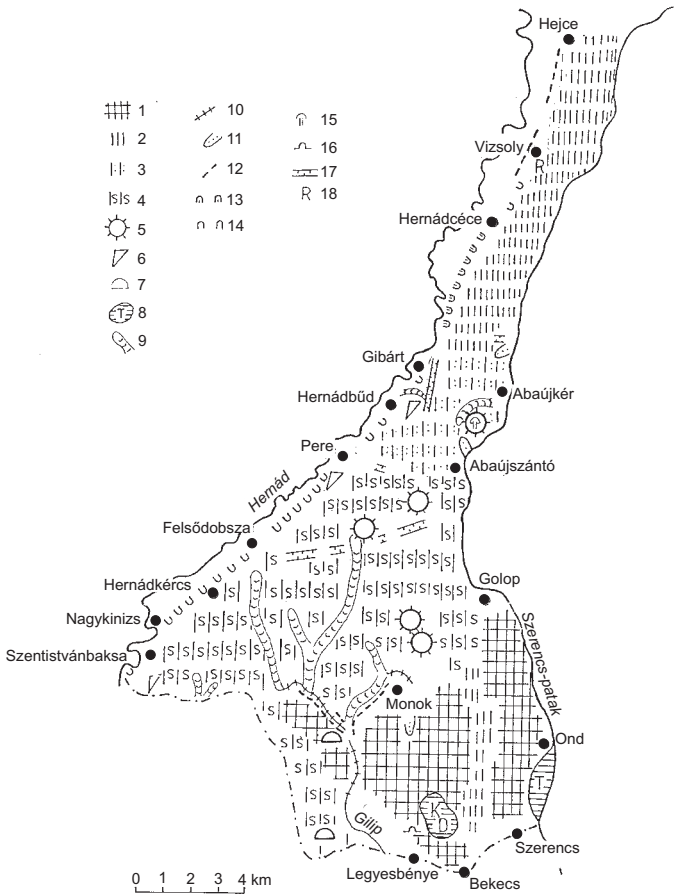 Hejce
1
2
3
4
5
6
7
T 8
9
10
11
12
13
14
15
16
17
R 18
Vizsoly
R
Hernádcéce
Gibárt
Hernádbűd
Abaújkér
Pere
Abaújszántó
Hernád
Felsődobsza
Hernádkércs
Golop
Nagykinizs
Szerencs-patak
Szentistvánbaksa
Monok
Ond
T
K
D
Gilip
Szerencs
Legyesbénye
Bekecs
0 1 2 3 4 km